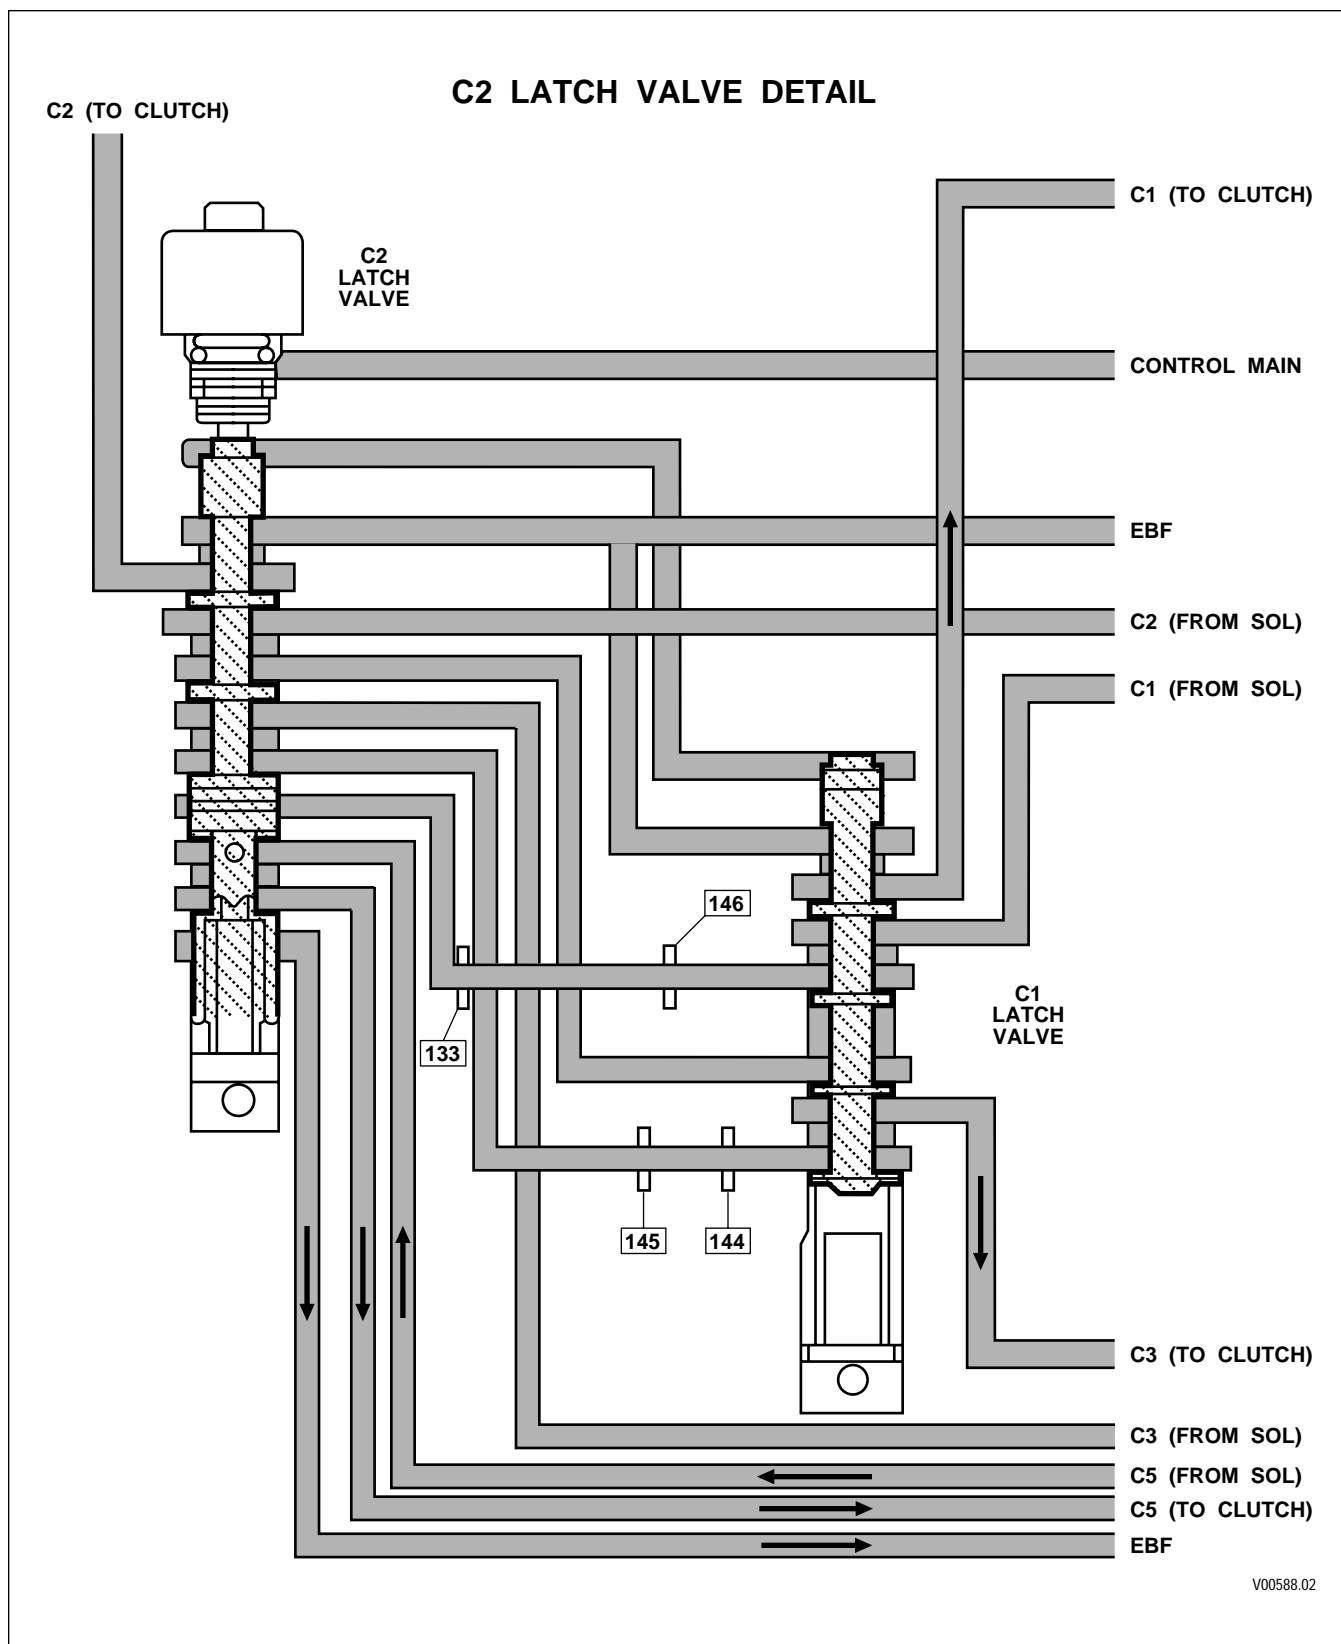 C2 LATCH VALVE DETAIL
C2 (TO CLUTCH)
C1 (TO CLUTCH)
C2
LATCH
VALVE
CONTROL MAIN
EBF
C2 (FROM SOL)
C1 (FROM SOL)
146
C1
LATCH
VALVE
133
145
144
C3 (TO CLUTCH)
C3 (FROM SOL)
C5 (FROM SOL)
C5 (TO CLUTCH)
EBF
V00588.02